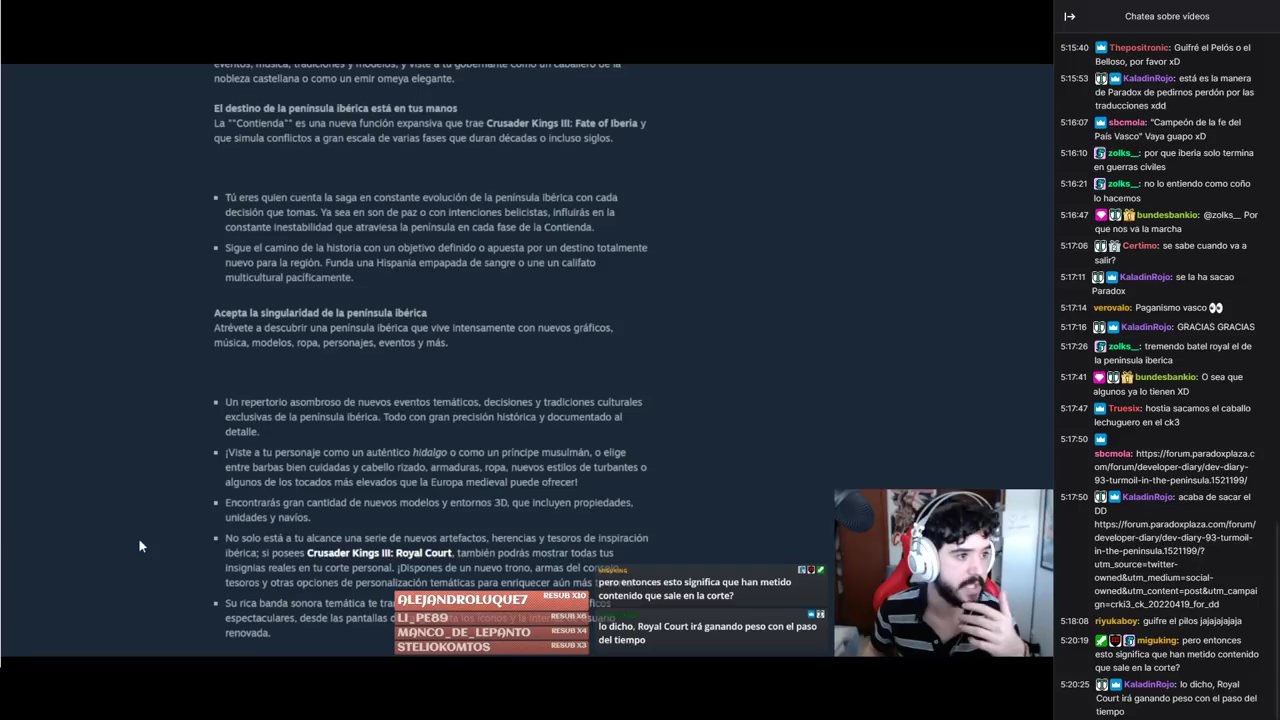 eventos, música, tradiciones y modelos, y viste a tu gobernante como un caballero de la
nobleza castellana o como un emir omeya elegante.
El destino de la península ibérica está en tus manos
La ""Contienda"" es una nueva función expansiva que trae Crusader Kings III: Fate of Iberia y
que simula conflictos a gran escala de varias fases que duran décadas o incluso siglos.
Tú eres quien cuenta la saga en constante evolución de la península ibérica con cada
decisión que tomas. Ya sea en son de paz o con intenciones belicistas, influirás en la
constante inestabilidad que atraviesa la península en cada fase de la Contienda.
Sigue el camino de la historia con un objetivo definido o apuesta por un destino totalmente
nuevo para la región. Funda una Hispania empapada de sangre o une un califato
multicultural pacíficamente.
Acepta la singularidad de la península ibérica
Atrévete a descubrir una península ibérica que vive intensamente con nuevos gráficos,
música, modelos, ropa, personajes, eventos y más.
Un repertorio asombroso de nuevos eventos temáticos, decisiones y tradiciones culturales
exclusivas de la península ibérica. Todo con gran precisión histórica y documentado al
detalle.
¡Viste a tu personaje como un auténtico hidalgo o como un príncipe musulmán, o elige
entre barbas bien cuidadas y cabello rizado, armaduras, ropa, nuevos estilos de turbantes o
algunos de los tocados más elevados que la Europa medieval puede ofrecer!
Encontrarás gran cantidad de nuevos modelos y entornos 3D, que incluyen propiedades,
unidades y navíos.
No solo está a tu alcance una serie de nuevos artefactos, herencias y tesoros de inspiración
ibérica; si posees Crusader Kings III: Royal Court, también podrás mostrar todas tus
insignias reales en tu corte personal. ¡Dispones de un nuevo trono, armas del
tesoros y otras opciones de personalización temáticas para enriquecer aún más
Su rica banda sonora temática te
espectaculares, desde las pantallas
renovada.
ALEJANDROLUQUE7 RESUB X10
LI_PE89 RESUB X6
MANCO_DE_LEPANTO RESUB X4
STELIOKOMTOS RESUB X3
MIGUKING
pero entonces esto significa que han metido
contenido que sale en la corte?
lo dicho, Royal Court irá ganando peso con el paso
del tiempo
Chatea sobre vídeos
5:15:40 Thepositronic: Guifré el Pelós o el
Belloso, por favor xD
5:15:53 KaladinRojo: está es la manera
de Paradox de pedirnos perdón por las
traducciones xdd
5:16:07 sbcmola: "Campeón de la fe del
País Vasco" Vaya guapo xD
5:16:10 zolks__: por que iberia solo termina
en guerras civiles
5:16:21 zolks__: no lo entiendo como coño
lo hacemos
5:16:47 bundesbankio: @zolks__ Por
que nos va la marcha
5:17:06 Certimo: se sabe cuando va a
salir?
5:17:11 KaladinRojo: se la ha sacao
Paradox
5:17:14 verovalo: Paganismo vasco
5:17:16 KaladinRojo: GRACIAS GRACIAS
5:17:26 zolks__: tremendo batel royal el de
la peninsula iberica
5:17:41 bundesbankio: O sea que
algunos ya lo tienen XD
5:17:47 Truesix: hostia sacamos el caballo
lechuguero en el ck3
5:17:50
sbcmola: https://forum.paradoxplaza.c
om/forum/developer-diary/dev-diary-
93-turmoil-in-the-peninsula.1521199/
5:17:50 KaladinRojo: acaba de sacar el
DD
https://forum.paradoxplaza.com/forum/
developer-diary/dev-diary-93-turmoil-
in-the-peninsula.1521199/?
utm_source=twitter-
owned&utm_medium=social-
owned&utm_content=post&utm_campai
gn=crki3_ck_20220419_for_dd
5:18:08 riyukaboy: guifre el pilos jajajajaja
5:20:19 miguking: pero entonces
esto significa que han metido contenido
que sale en la corte?
5:20:25 KaladinRojo: lo dicho, Royal
Court irá ganando peso con el paso del
tiempo